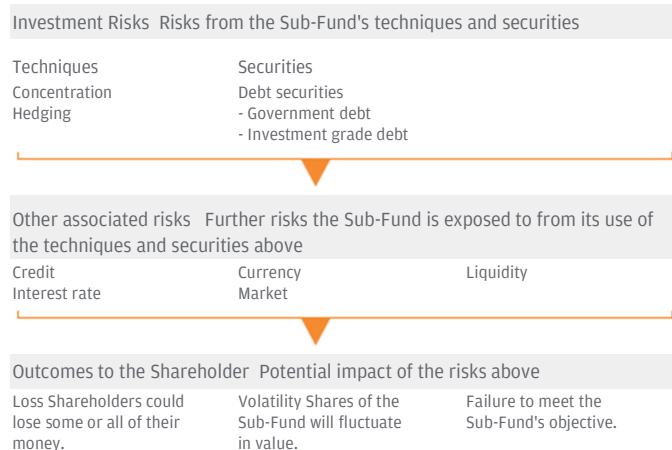 Investment Risks Risks from the Sub-Fund's techniques and securities
Techniques
Concentration
Hedging
Securities
Debt securities
- Government debt
- Investment grade debt
Other associated risks Further risks the Sub-Fund is exposed to from its use of
the techniques and securities above
Credit
Interest rate
Currency
Market
Liquidity
Outcomes to the Shareholder Potential impact of the risks above
Loss Shareholders could
lose some or all of their
money.
Volatility Shares of the
Sub-Fund will fluctuate
in value.
Failure to meet the
Sub-Fund's objective.